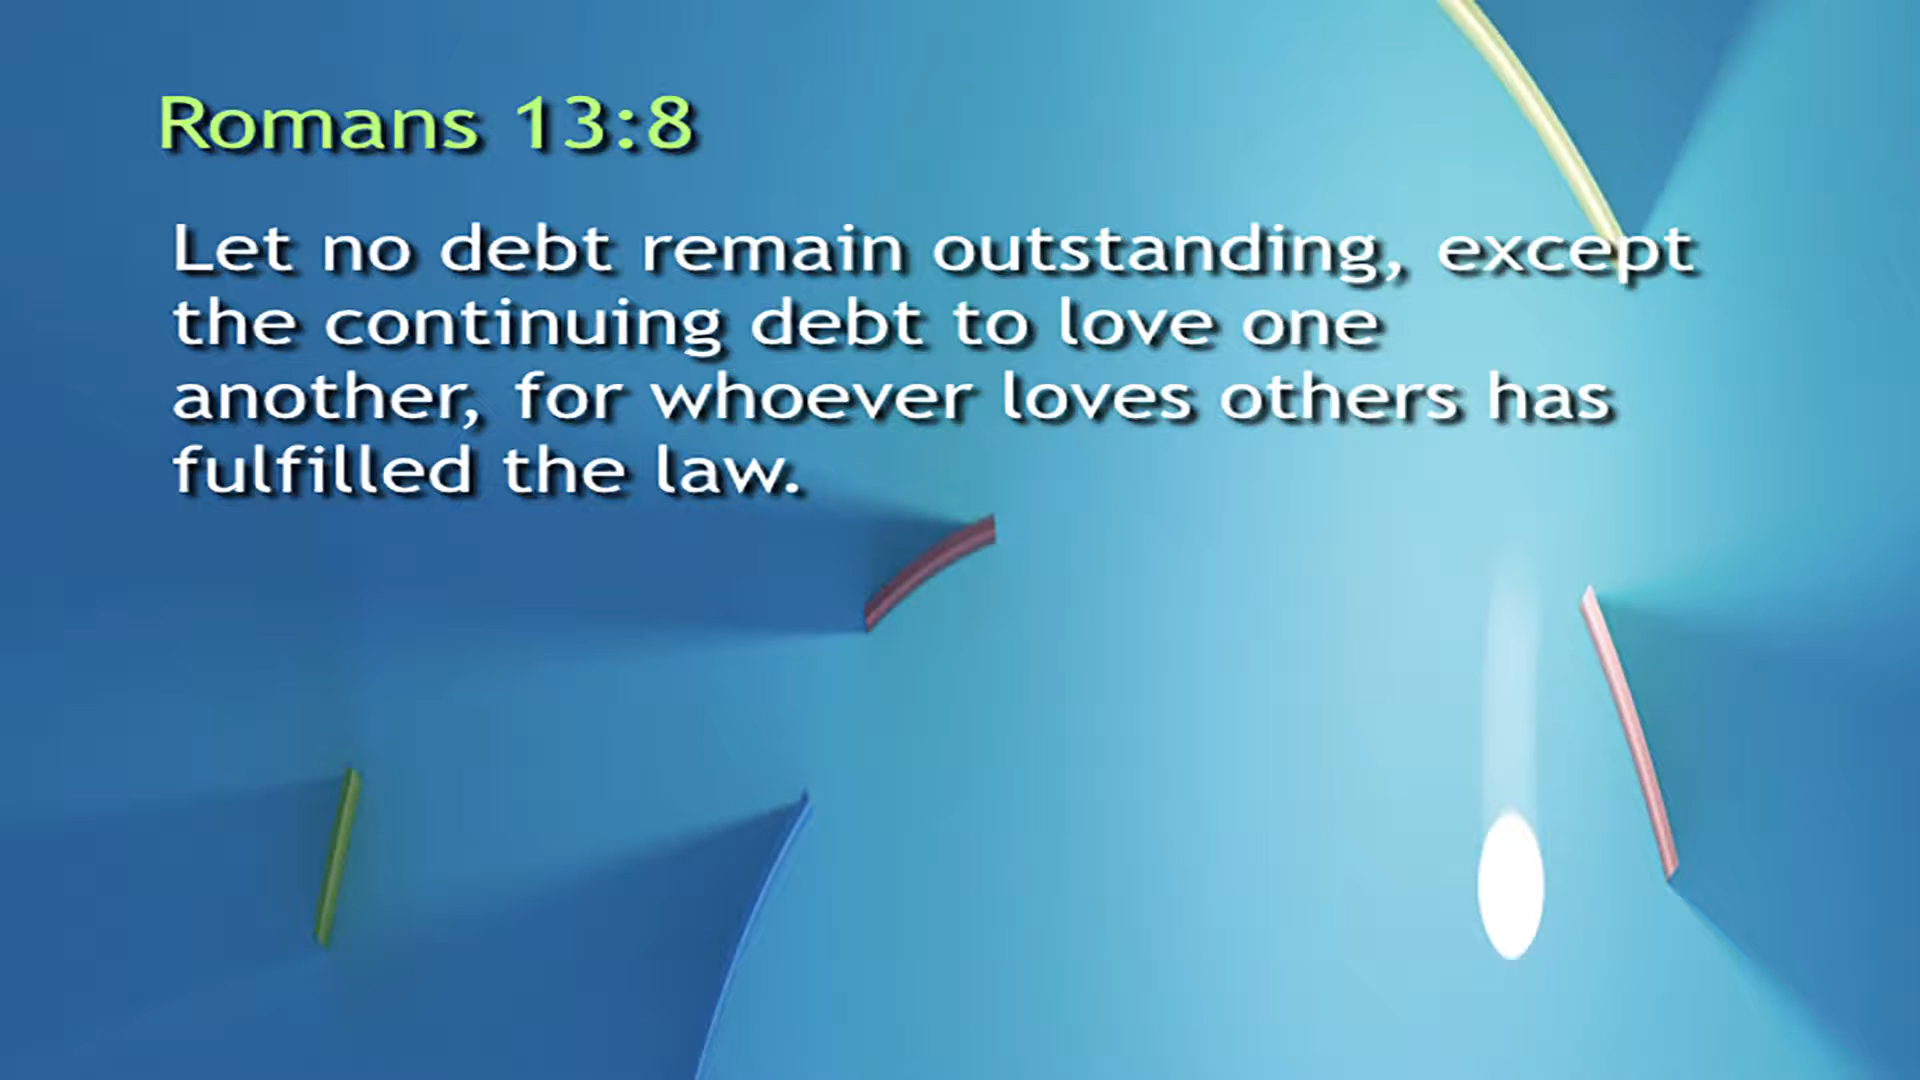 Romans 13:8
Let no debt remain outstanding, except
the continuing debt to love one
another, for whoever loves others has
fulfilled the law.